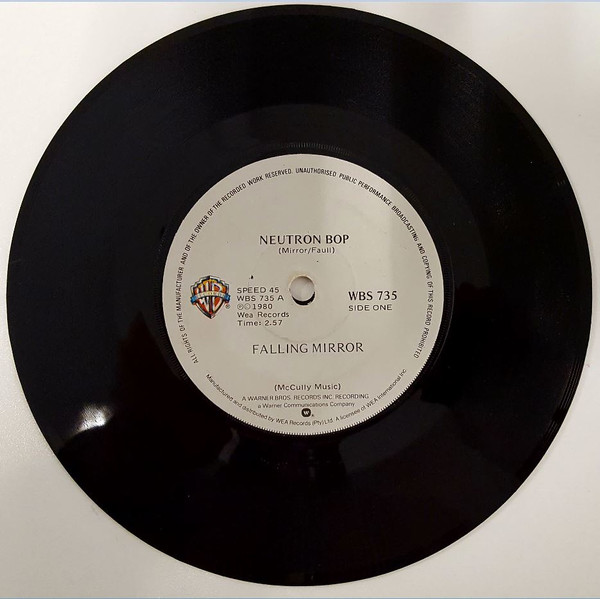 ALL RIGHTS OF THE MANUFACTURER AND OF THE OWNER OF THE RECORDED WORK RESERVED. UNAUTHORISED PUBLIC PERFORMANCE BROADCASTING AND COPYING OF THIS RECORD PROHIBITED
NEUTRON BOP
(Mirror/Faull)
SPEED 45
WBS 735 A
℗©1980
Wea Records
Time: 2.57
WBS 735
SIDE ONE
FALLING MIRROR
(McCully Music)
A WARNER BROS. RECORDS INC. RECORDING
a Warner Communications Company
Manufactured and distributed by WEA Records (Pty) Ltd. A licensee of WEA International Inc.